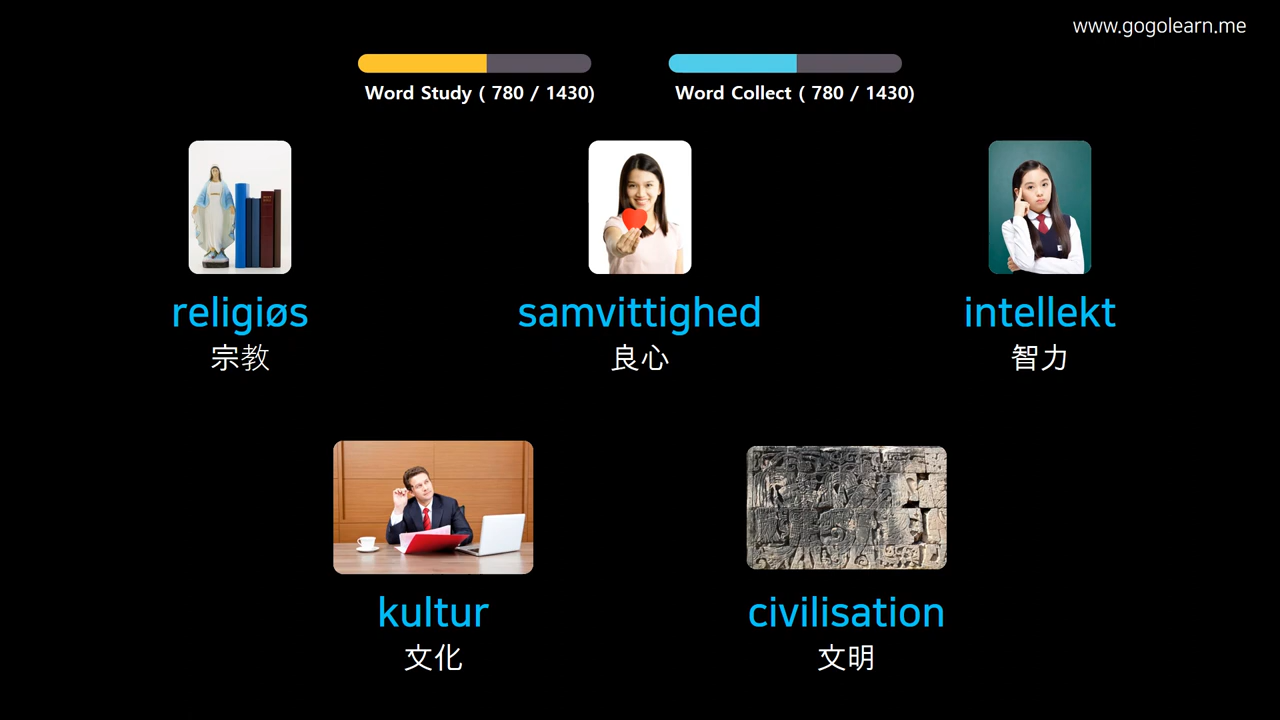 www.gogolearn.me
Word Study ( 780 / 1430)
Word Collect ( 780 / 1430)
religiøs
宗教
samvittighed
良心
intellekt
智力
kultur
文化
civilisation
文明